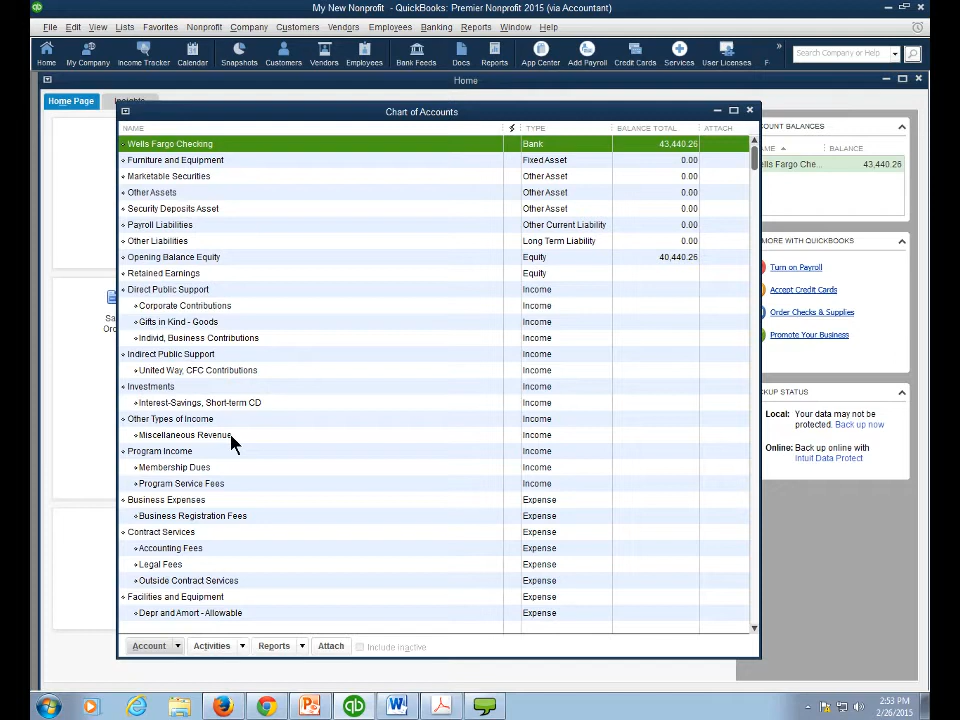 My New Nonprofit - QuickBooks: Premier Nonprofit 2015 (via Accountant)
File Edit View Lists Favorites Nonprofit Company Customers Vendors Employees Banking Reports Window Help
Home My Company Income Tracker Calendar Snapshots Customers Vendors Employees Bank Feeds Docs Reports App Center Add Payroll Credit Cards Services User Licenses F » Search Company or Help
Home
Home Page Insights
Chart of Accounts
NAME TYPE BALANCE TOTAL ATTACH
Wells Fargo Checking Bank 43,440.26
Furniture and Equipment Fixed Asset 0.00
Marketable Securities Other Asset 0.00
Other Assets Other Asset 0.00
Security Deposits Asset Other Asset 0.00
Payroll Liabilities Other Current Liability 0.00
Other Liabilities Long Term Liability 0.00
Opening Balance Equity Equity 40,440.26
Retained Earnings Equity
Direct Public Support Income
Corporate Contributions Income
Gifts in Kind - Goods Income
Individ, Business Contributions Income
Indirect Public Support Income
United Way, CFC Contributions Income
Investments Income
Interest-Savings, Short-term CD Income
Other Types of Income Income
Miscellaneous Revenue Income
Program Income Income
Membership Dues Income
Program Service Fees Income
Business Expenses Expense
Business Registration Fees Expense
Contract Services Expense
Accounting Fees Expense
Legal Fees Expense
Outside Contract Services Expense
Facilities and Equipment Expense
Depr and Amort - Allowable Expense
Account Activities Reports Attach Include inactive
Sa
Orc
COUNT BALANCES
AME BALANCE
ells Fargo Che... 43,440.26
MORE WITH QUICKBOOKS
Turn on Payroll
Accept Credit Cards
Order Checks & Supplies
Promote Your Business
CKUP STATUS
Local: Your data may not be
protected. Back up now
Online: Back up online with
Intuit Data Protect
2:53 PM
2/26/2015